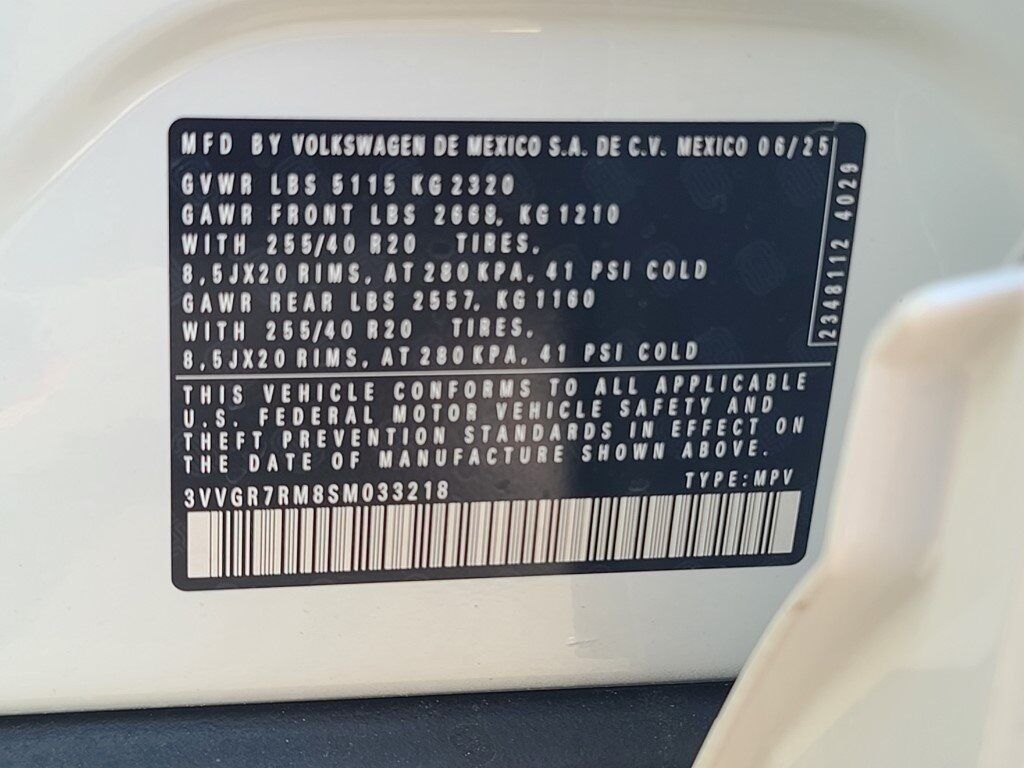 MFD BY VOLKSWAGEN DE MEXICO S.A. DE C.V. MEXICO 06/25
GVWR LBS 5115 KG 2320
GAWR FRONT LBS 2668, KG 1210
WITH 255/40 R20 TIRES,
8,5JX20 RIMS, AT 280 KPA, 41 PSI COLD
GAWR REAR LBS 2557, KG 1160
WITH 255/40 R20 TIRES,
8,5JX20 RIMS, AT 280 KPA, 41 PSI COLD
2348112 4029
THIS VEHICLE CONFORMS TO ALL APPLICABLE
U.S. FEDERAL MOTOR VEHICLE SAFETY AND
THEFT PREVENTION STANDARDS IN EFFECT ON
THE DATE OF MANUFACTURE SHOWN ABOVE.
3VVGR7RM8SM033218
TYPE: MPV